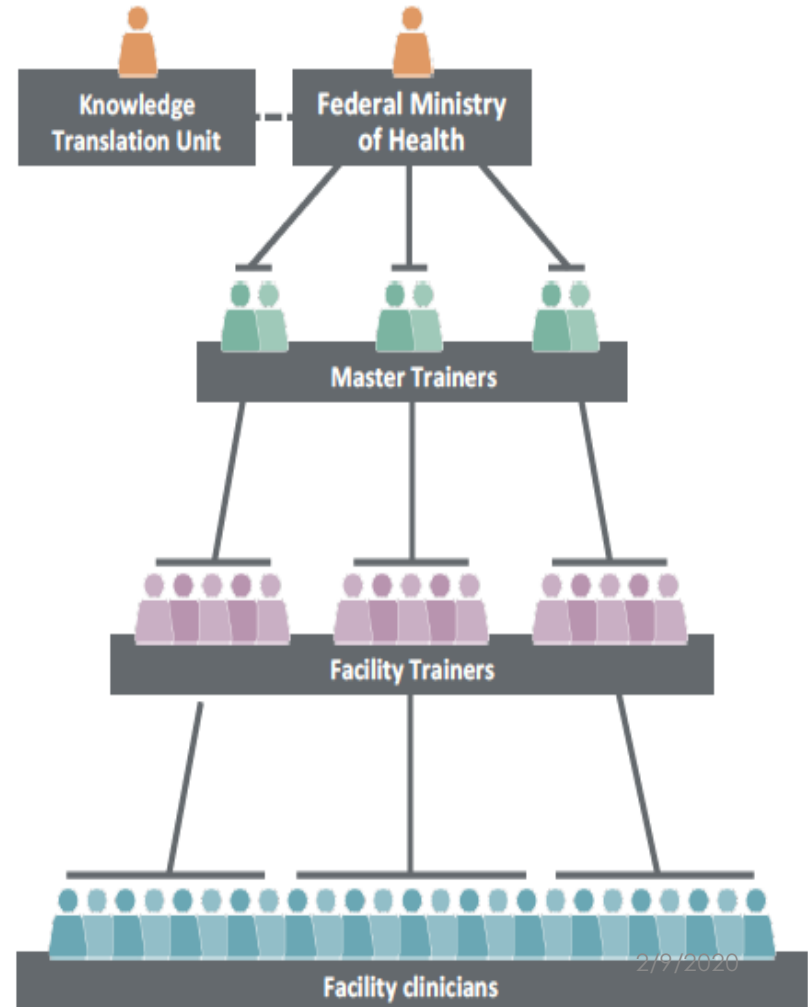 Knowledge
Translation Unit
Federal Ministry
of Health
Master Trainers
Facility Trainers
2/9/2020
Facility clinicians